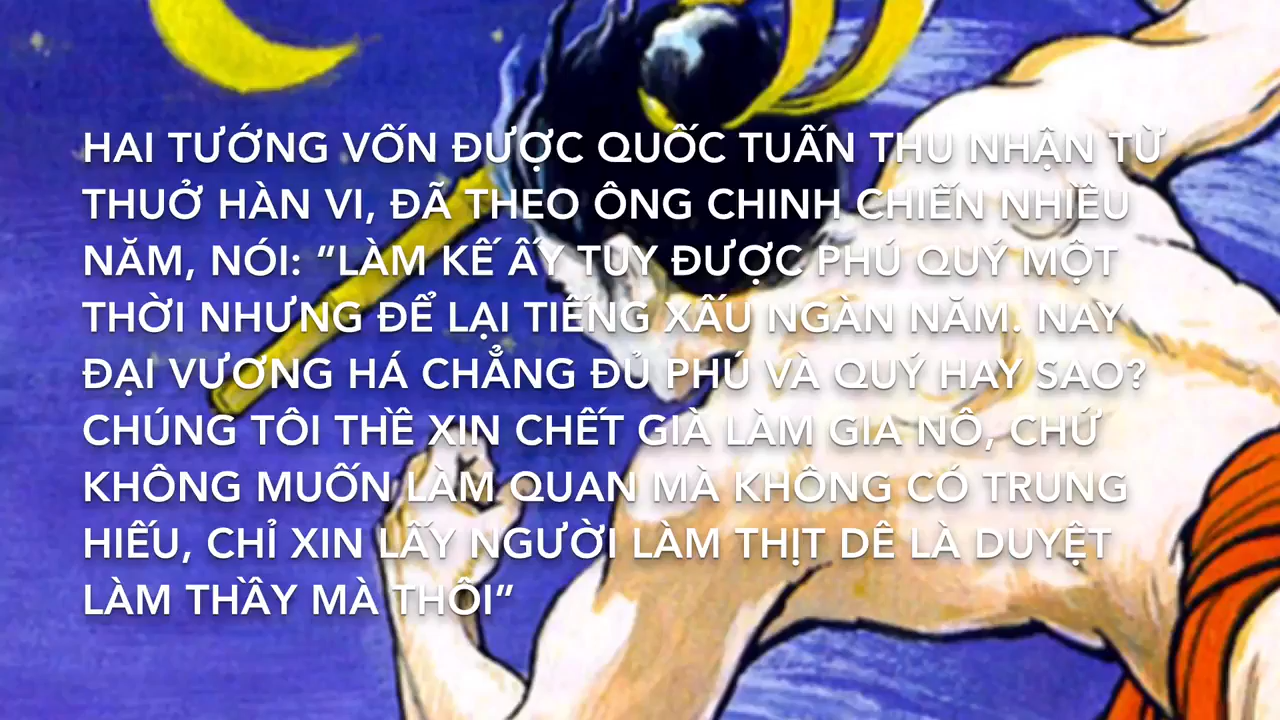 HAI TƯỚNG VỐN ĐƯỢC QUỐC TUẤN THU NHẬN TỪ
THUỞ HÀN VI, ĐÃ THEO ÔNG CHINH CHIẾN NHIỀU
NĂM, NÓI: “LÀM KẾ ẤY TUY ĐƯỢC PHÚ QUÝ MỘT
THỜI NHƯNG ĐỂ LẠI TIẾNG XẤU NGÀN NĂM. NAY
ĐẠI VƯƠNG HÁ CHẲNG ĐỦ PHÚ VÀ QUÝ HAY SAO?
CHÚNG TÔI THỀ XIN CHẾT GIÀ LÀM GIA NÔ, CHỨ
KHÔNG MUỐN LÀM QUAN MÀ KHÔNG CÓ TRUNG
HIẾU, CHỈ XIN LẤY NGƯỜI LÀM THỊT DÊ LÀ DUYỆT
LÀM THẦY MÀ THÔI”